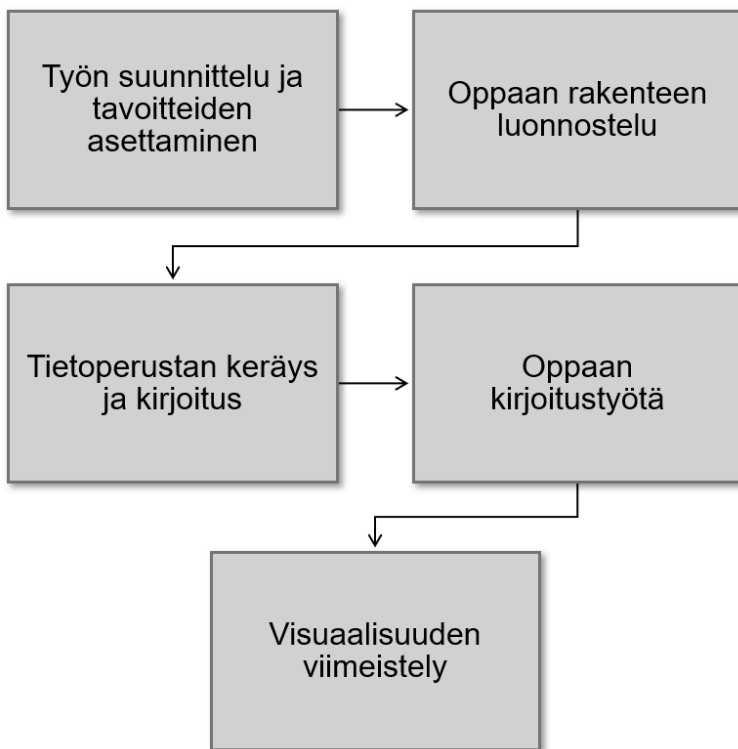 Työn suunnittelu ja
tavoitteiden
asettaminen
Oppaan rakenteen
luonnostelu
Tietoperustan keräys
ja kirjoitus
Oppaan
kirjoitustyötä
Visuaalisuuden
viimeistely